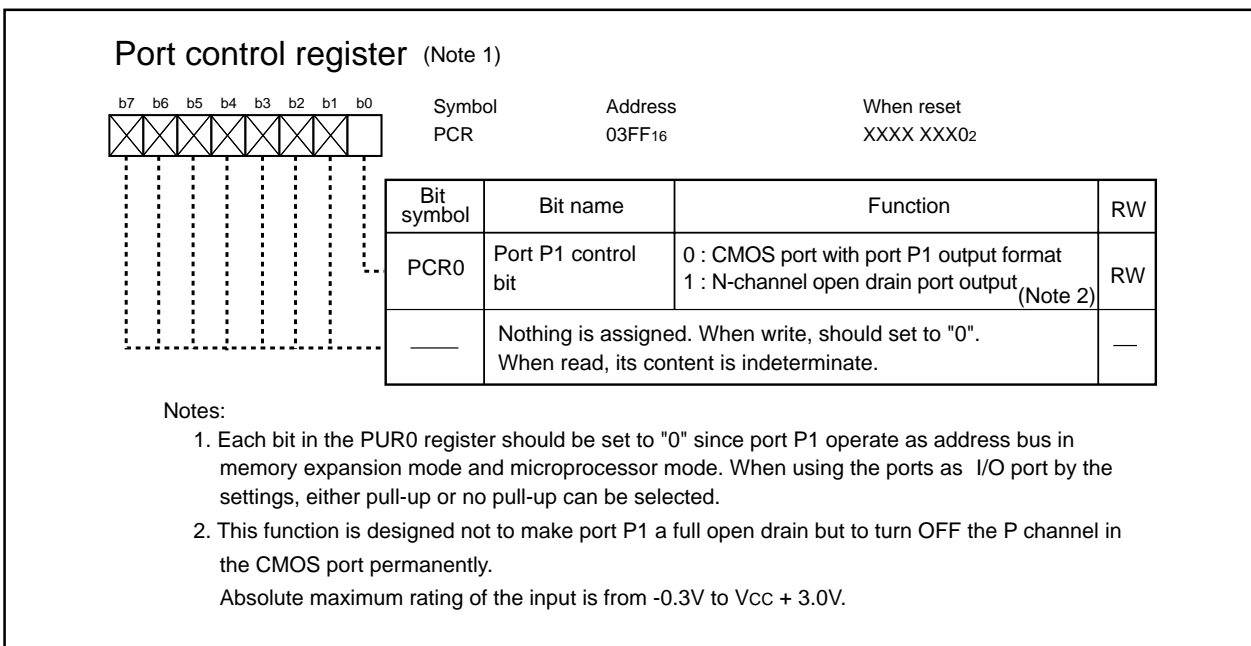 Port control register (Note 1)
b7 b6 b5 b4 b3 b2 b1 b0
Symbol Address When reset
PCR 03FF16 XXXX XXX02
Bit symbol Bit name Function RW
PCR0 Port P1 control bit 0 : CMOS port with port P1 output format
1 : N-channel open drain port output (Note 2) RW
Nothing is assigned. When write, should set to "0".
When read, its content is indeterminate.
Notes:
1. Each bit in the PUR0 register should be set to "0" since port P1 operate as address bus in
memory expansion mode and microprocessor mode. When using the ports as I/O port by the
settings, either pull-up or no pull-up can be selected.
2. This function is designed not to make port P1 a full open drain but to turn OFF the P channel in
the CMOS port permanently.
Absolute maximum rating of the input is from -0.3V to VCC + 3.0V.